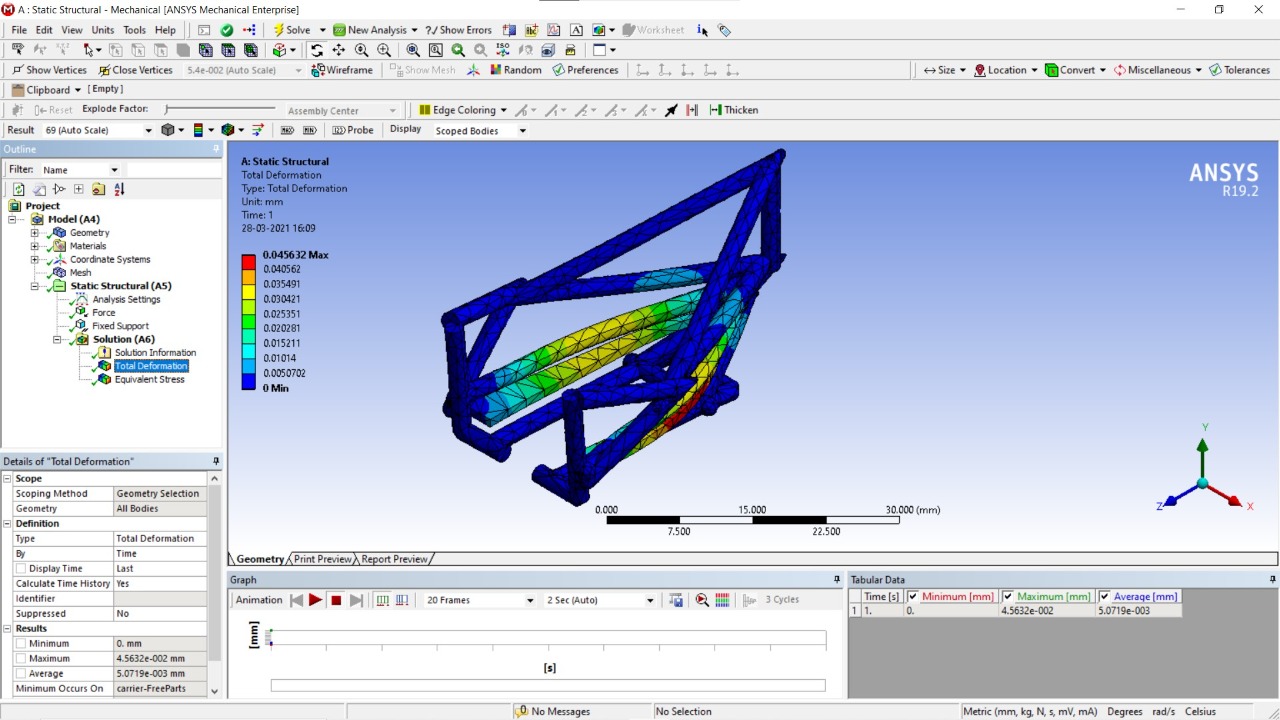 A : Static Structural - Mechanical [ANSYS Mechanical Enterprise]
File Edit View Units Tools Help Solve New Analysis ?/ Show Errors Worksheet
Show Vertices Close Vertices 5.4e-002 (Auto Scale) Wireframe Show Mesh Random Preferences Size Location Convert Miscellaneous Tolerances
Clipboard [ Empty ]
Reset Explode Factor: Assembly Center Edge Coloring Thicken
Result 69 (Auto Scale) Probe Display Scoped Bodies
Outline
Filter: Name
Project
Model (A4)
Geometry
Materials
Coordinate Systems
Mesh
Static Structural (A5)
Analysis Settings
Force
Fixed Support
Solution (A6)
Solution Information
Total Deformation
Equivalent Stress
A: Static Structural
Total Deformation
Type: Total Deformation
Unit: mm
Time: 1
28-03-2021 16:09
0.045632 Max
0.040562
0.035491
0.030421
0.025351
0.020281
0.015211
0.01014
0.0050702
0 Min
ANSYS
R19.2
Y
Z
X
0.000 15.000 30.000 (mm)
7.500 22.500
Geometry Print Preview Report Preview
Details of "Total Deformation"
Scope
Scoping Method Geometry Selection
Geometry All Bodies
Definition
Type Total Deformation
By Time
Display Time Last
Calculate Time History Yes
Identifier
Suppressed No
Results
Minimum 0. mm
Maximum 4.5632e-002 mm
Average 5.0719e-003 mm
Minimum Occurs On carrier-FreeParts
Graph
Animation 20 Frames 2 Sec (Auto) 3 Cycles
[mm]
[s]
Tabular Data
Time [s] Minimum [mm] Maximum [mm] Average [mm]
1 1. 0. 4.5632e-002 5.0719e-003
No Messages No Selection Metric (mm, kg, N, s, mV, mA) Degrees rad/s Celsius